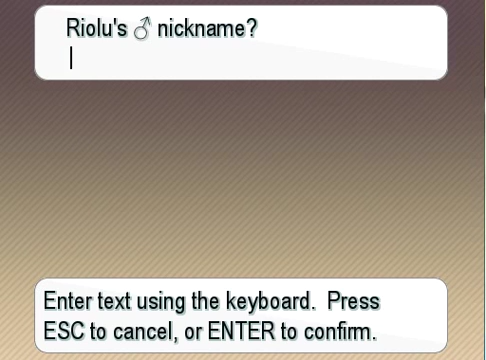 Riolu's ♂ nickname?
Enter text using the keyboard. Press
ESC to cancel, or ENTER to confirm.